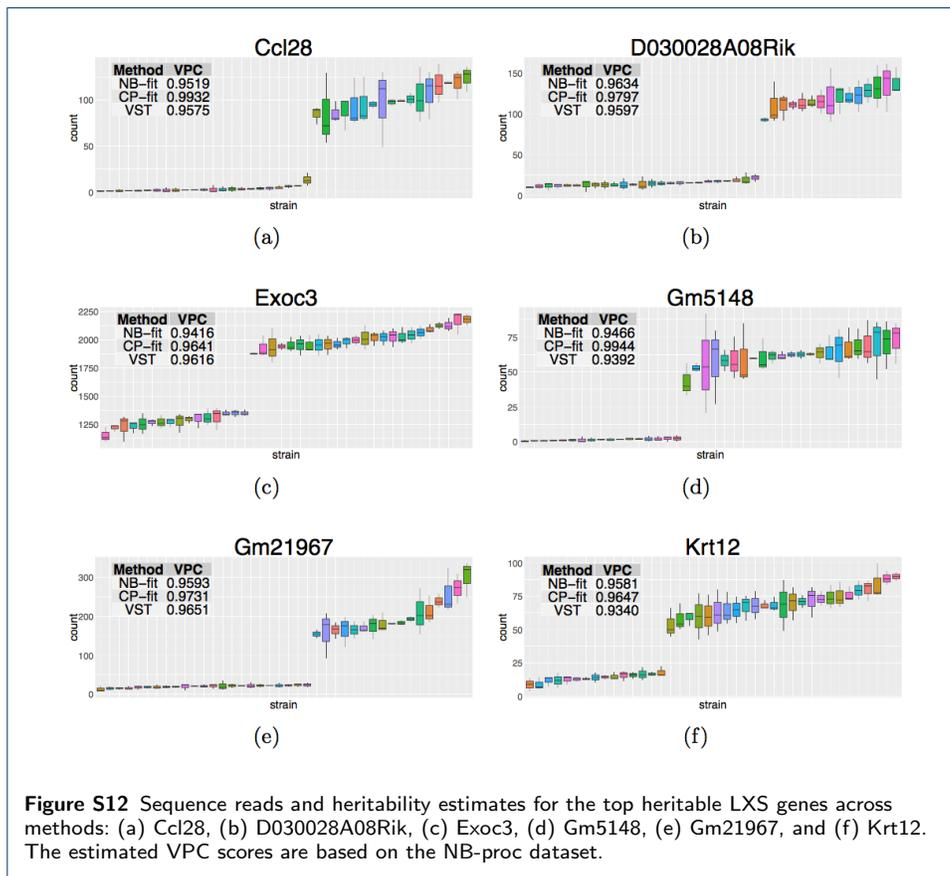 Ccl28
Method VPC
NB-fit 0.9519
CP-fit 0.9932
VST 0.9575
100
50
0
count
strain
(a)
D030028A08Rik
Method VPC
NB-fit 0.9634
CP-fit 0.9797
VST 0.9597
150
100
50
0
count
strain
(b)
Exoc3
Method VPC
NB-fit 0.9416
CP-fit 0.9641
VST 0.9616
2250
2000
1750
1500
1250
count
strain
(c)
Gm5148
Method VPC
NB-fit 0.9466
CP-fit 0.9944
VST 0.9392
75
50
25
0
count
strain
(d)
Gm21967
Method VPC
NB-fit 0.9593
CP-fit 0.9731
VST 0.9651
300
200
100
0
count
strain
(e)
Krt12
Method VPC
NB-fit 0.9581
CP-fit 0.9647
VST 0.9340
100
75
50
25
0
count
strain
(f)
Figure S12 Sequence reads and heritability estimates for the top heritable LXS genes across
methods: (a) Ccl28, (b) D030028A08Rik, (c) Exoc3, (d) Gm5148, (e) Gm21967, and (f) Krt12.
The estimated VPC scores are based on the NB-proc dataset.